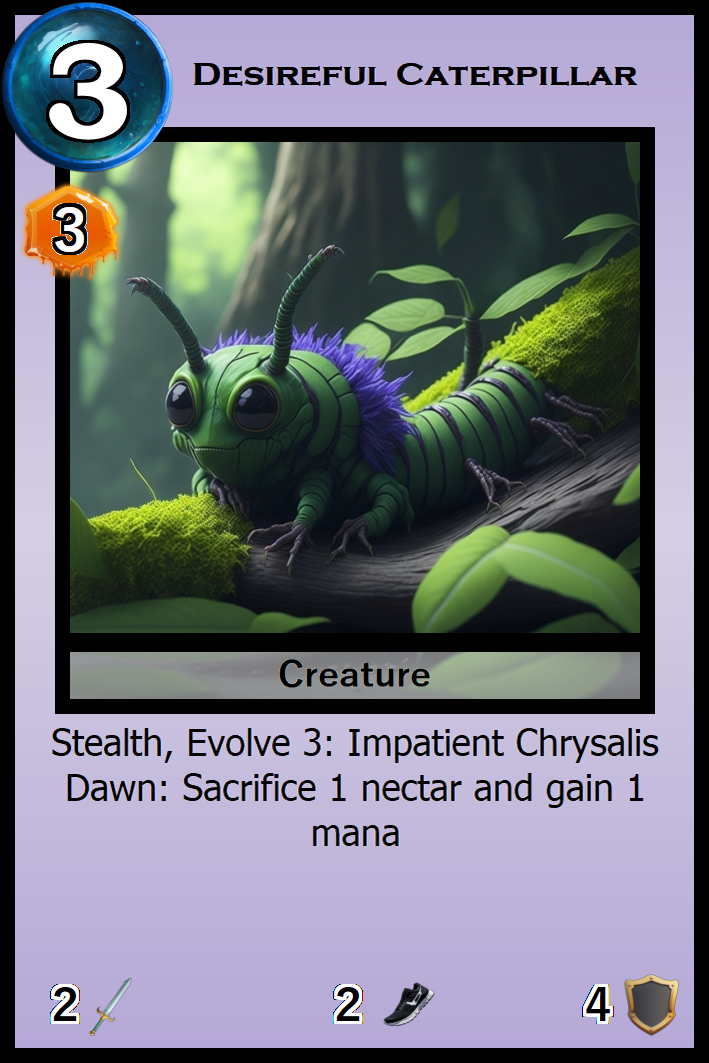 3
Desireful Caterpillar
3
Creature
Stealth, Evolve 3: Impatient Chrysalis
Dawn: Sacrifice 1 nectar and gain 1
mana
2
2
4